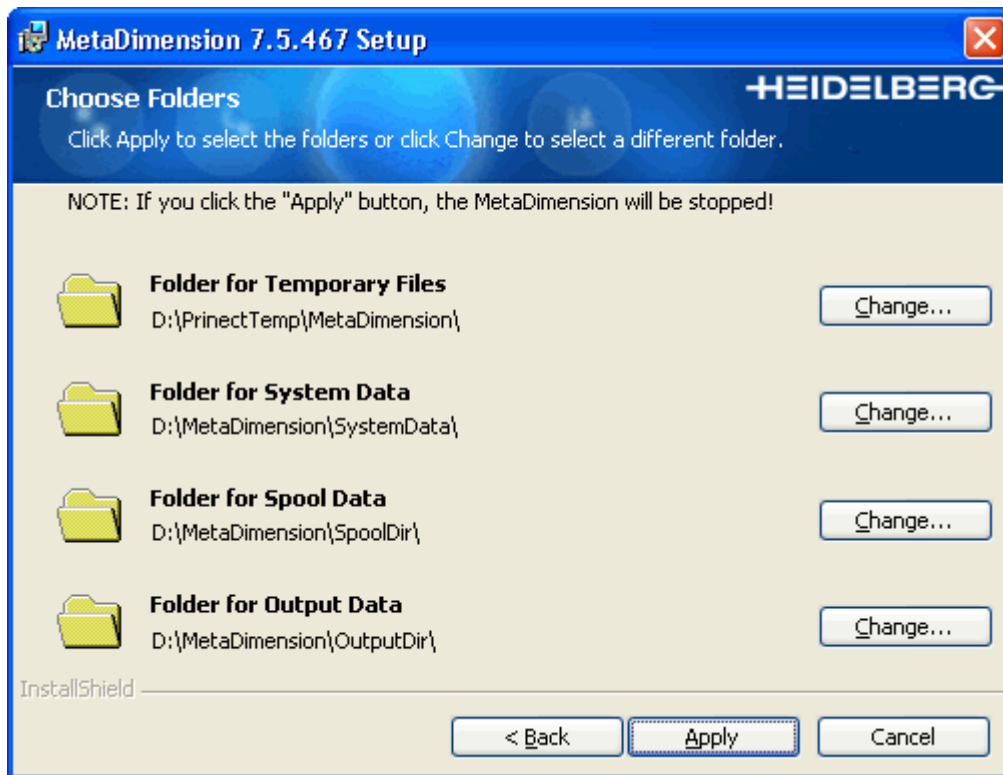 MetaDimension 7.5.467 Setup
HEIDELBERG
Choose Folders
Click Apply to select the folders or click Change to select a different folder.
NOTE: If you click the "Apply" button, the MetaDimension will be stopped!
Folder for Temporary Files
D:\PrinectTemp\MetaDimension\
Change...
Folder for System Data
D:\MetaDimension\SystemData\
Change...
Folder for Spool Data
D:\MetaDimension\SpoolDir\
Change...
Folder for Output Data
D:\MetaDimension\OutputDir\
Change...
InstallShield
< Back
Apply
Cancel